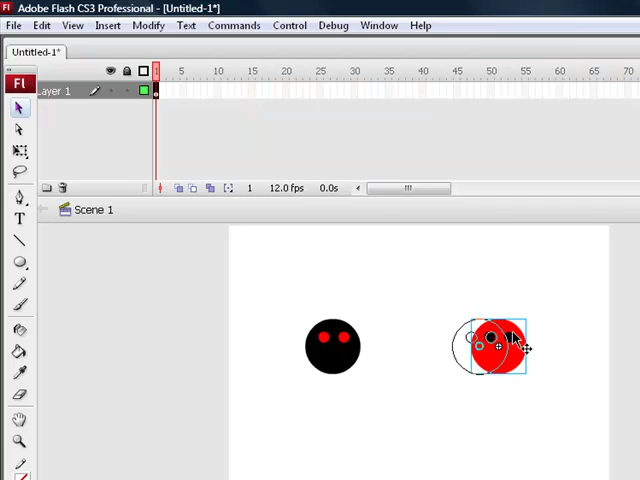 Adobe Flash CS3 Professional - [Untitled-1*]
File Edit View Insert Modify Text Commands Control Debug Window Help
Untitled-1*
1 5 10 15 20 25 30 35 40 45 50 55 60 65 70
Fl
ayer 1
1 12.0 fps 0.0s
Scene 1
T